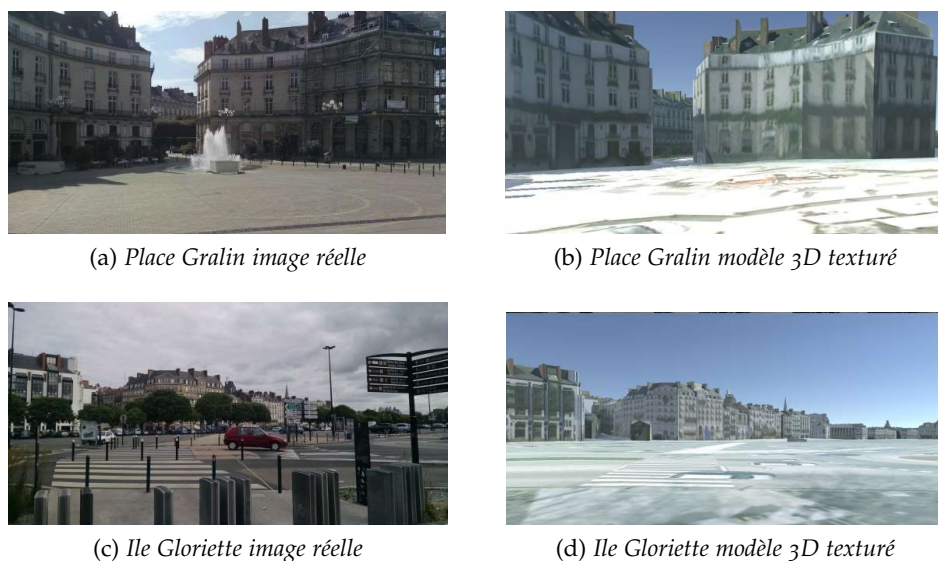 (a) Place Gralin image réelle
(b) Place Gralin modèle 3D texturé
(c) Ile Gloriette image réelle
(d) Ile Gloriette modèle 3D texturé